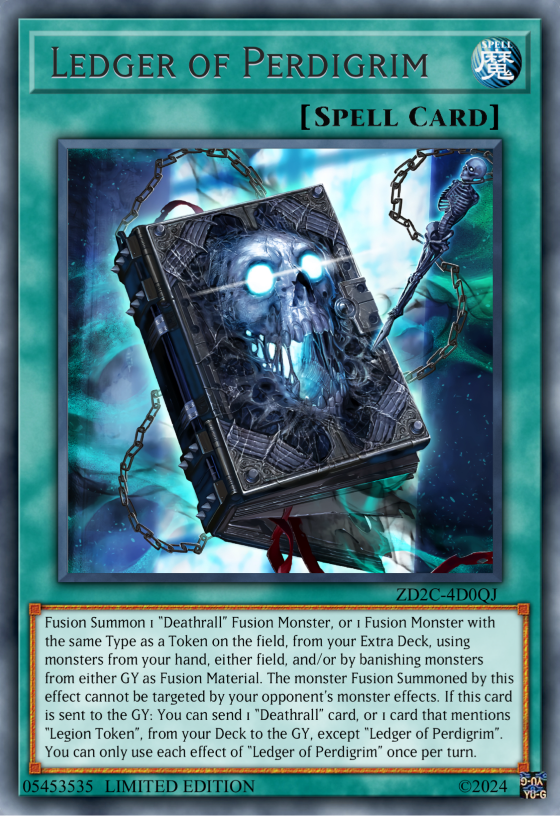 LEDGER OF PERDIGRIM
SPELL
魔
[SPELL CARD]
ZD2C-4D0QJ
Fusion Summon 1 "Deathrall" Fusion Monster, or 1 Fusion Monster with
the same Type as a Token on the field, from your Extra Deck, using
monsters from your hand, either field, and/or by banishing monsters
from either GY as Fusion Material. The monster Fusion Summoned by this
effect cannot be targeted by your opponent's monster effects. If this card
is sent to the GY: You can send 1 "Deathrall" card, or 1 card that mentions
"Legion Token", from your Deck to the GY, except "Ledger of Perdigrim".
You can only use each effect of "Ledger of Perdigrim" once per turn.
05453535 LIMITED EDITION
©2024
YU-G